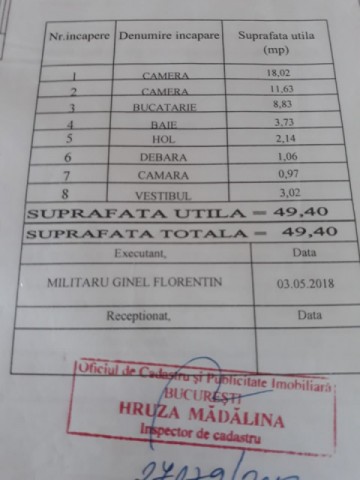 Nr.incapere Denumire incapare Suprafata utila
(mp)
1 CAMERA 18,02
2 CAMERA 11,63
3 BUCATARIE 8,83
4 BAIE 3,73
5 HOL 2,14
6 DEBARA 1,06
7 CAMARA 0,97
8 VESTIBUL 3,02
SUPRAFATA UTILA = 49,40
SUPRAFATA TOTALA = 49,40
Executant, Data
MILITARU GINEL FLORENTIN 03.05.2018
Receptionat, Data
Oficiul de Cadastru și Publicitate Imobiliară
BUCUREȘTI
HRUZA MĂDĂLINA
Inspector de cadastru